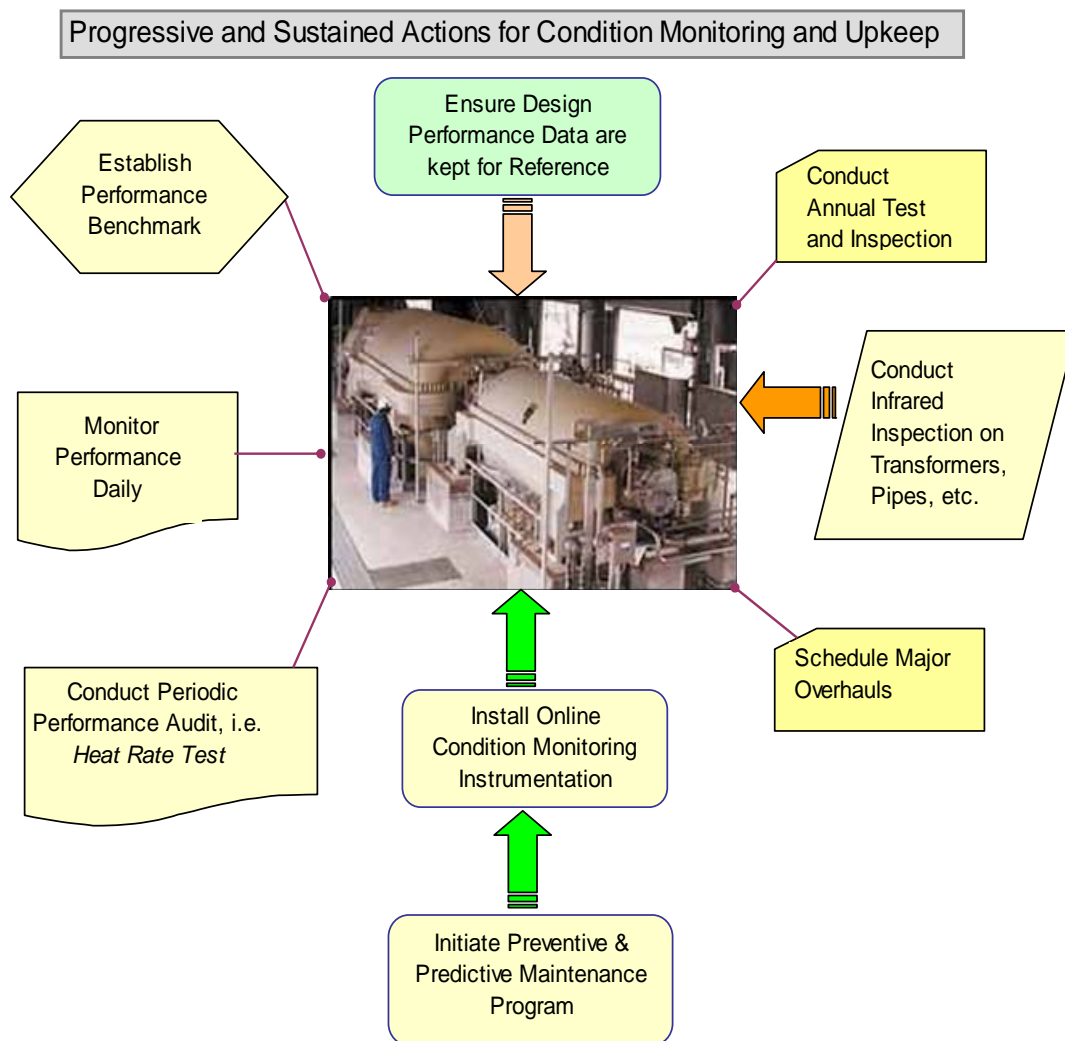 Progressive and Sustained Actions for Condition Monitoring and Upkeep
Ensure Design
Performance Data are
kept for Reference
Establish
Performance
Benchmark
Conduct
Annual Test
and Inspection
Monitor
Performance
Daily
Conduct
Infrared
Inspection on
Transformers,
Pipes, etc.
Conduct Periodic
Performance Audit, i.e.
Heat Rate Test
Install Online
Condition Monitoring
Instrumentation
Schedule Major
Overhauls
Initiate Preventive &
Predictive Maintenance
Program